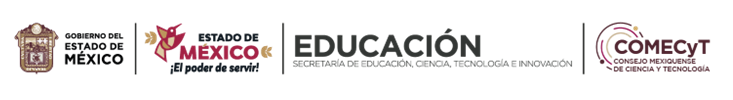 GOBIERNO DEL
ESTADO DE
MÉXICO
ESTADO DE
MÉXICO
¡El poder de servir!
EDUCACIÓN
SECRETARÍA DE EDUCACIÓN, CIENCIA, TECNOLOGÍA E INNOVACIÓN
COMECyT
CONSEJO MEXIQUENSE
DE CIENCIA Y TECNOLOGÍA